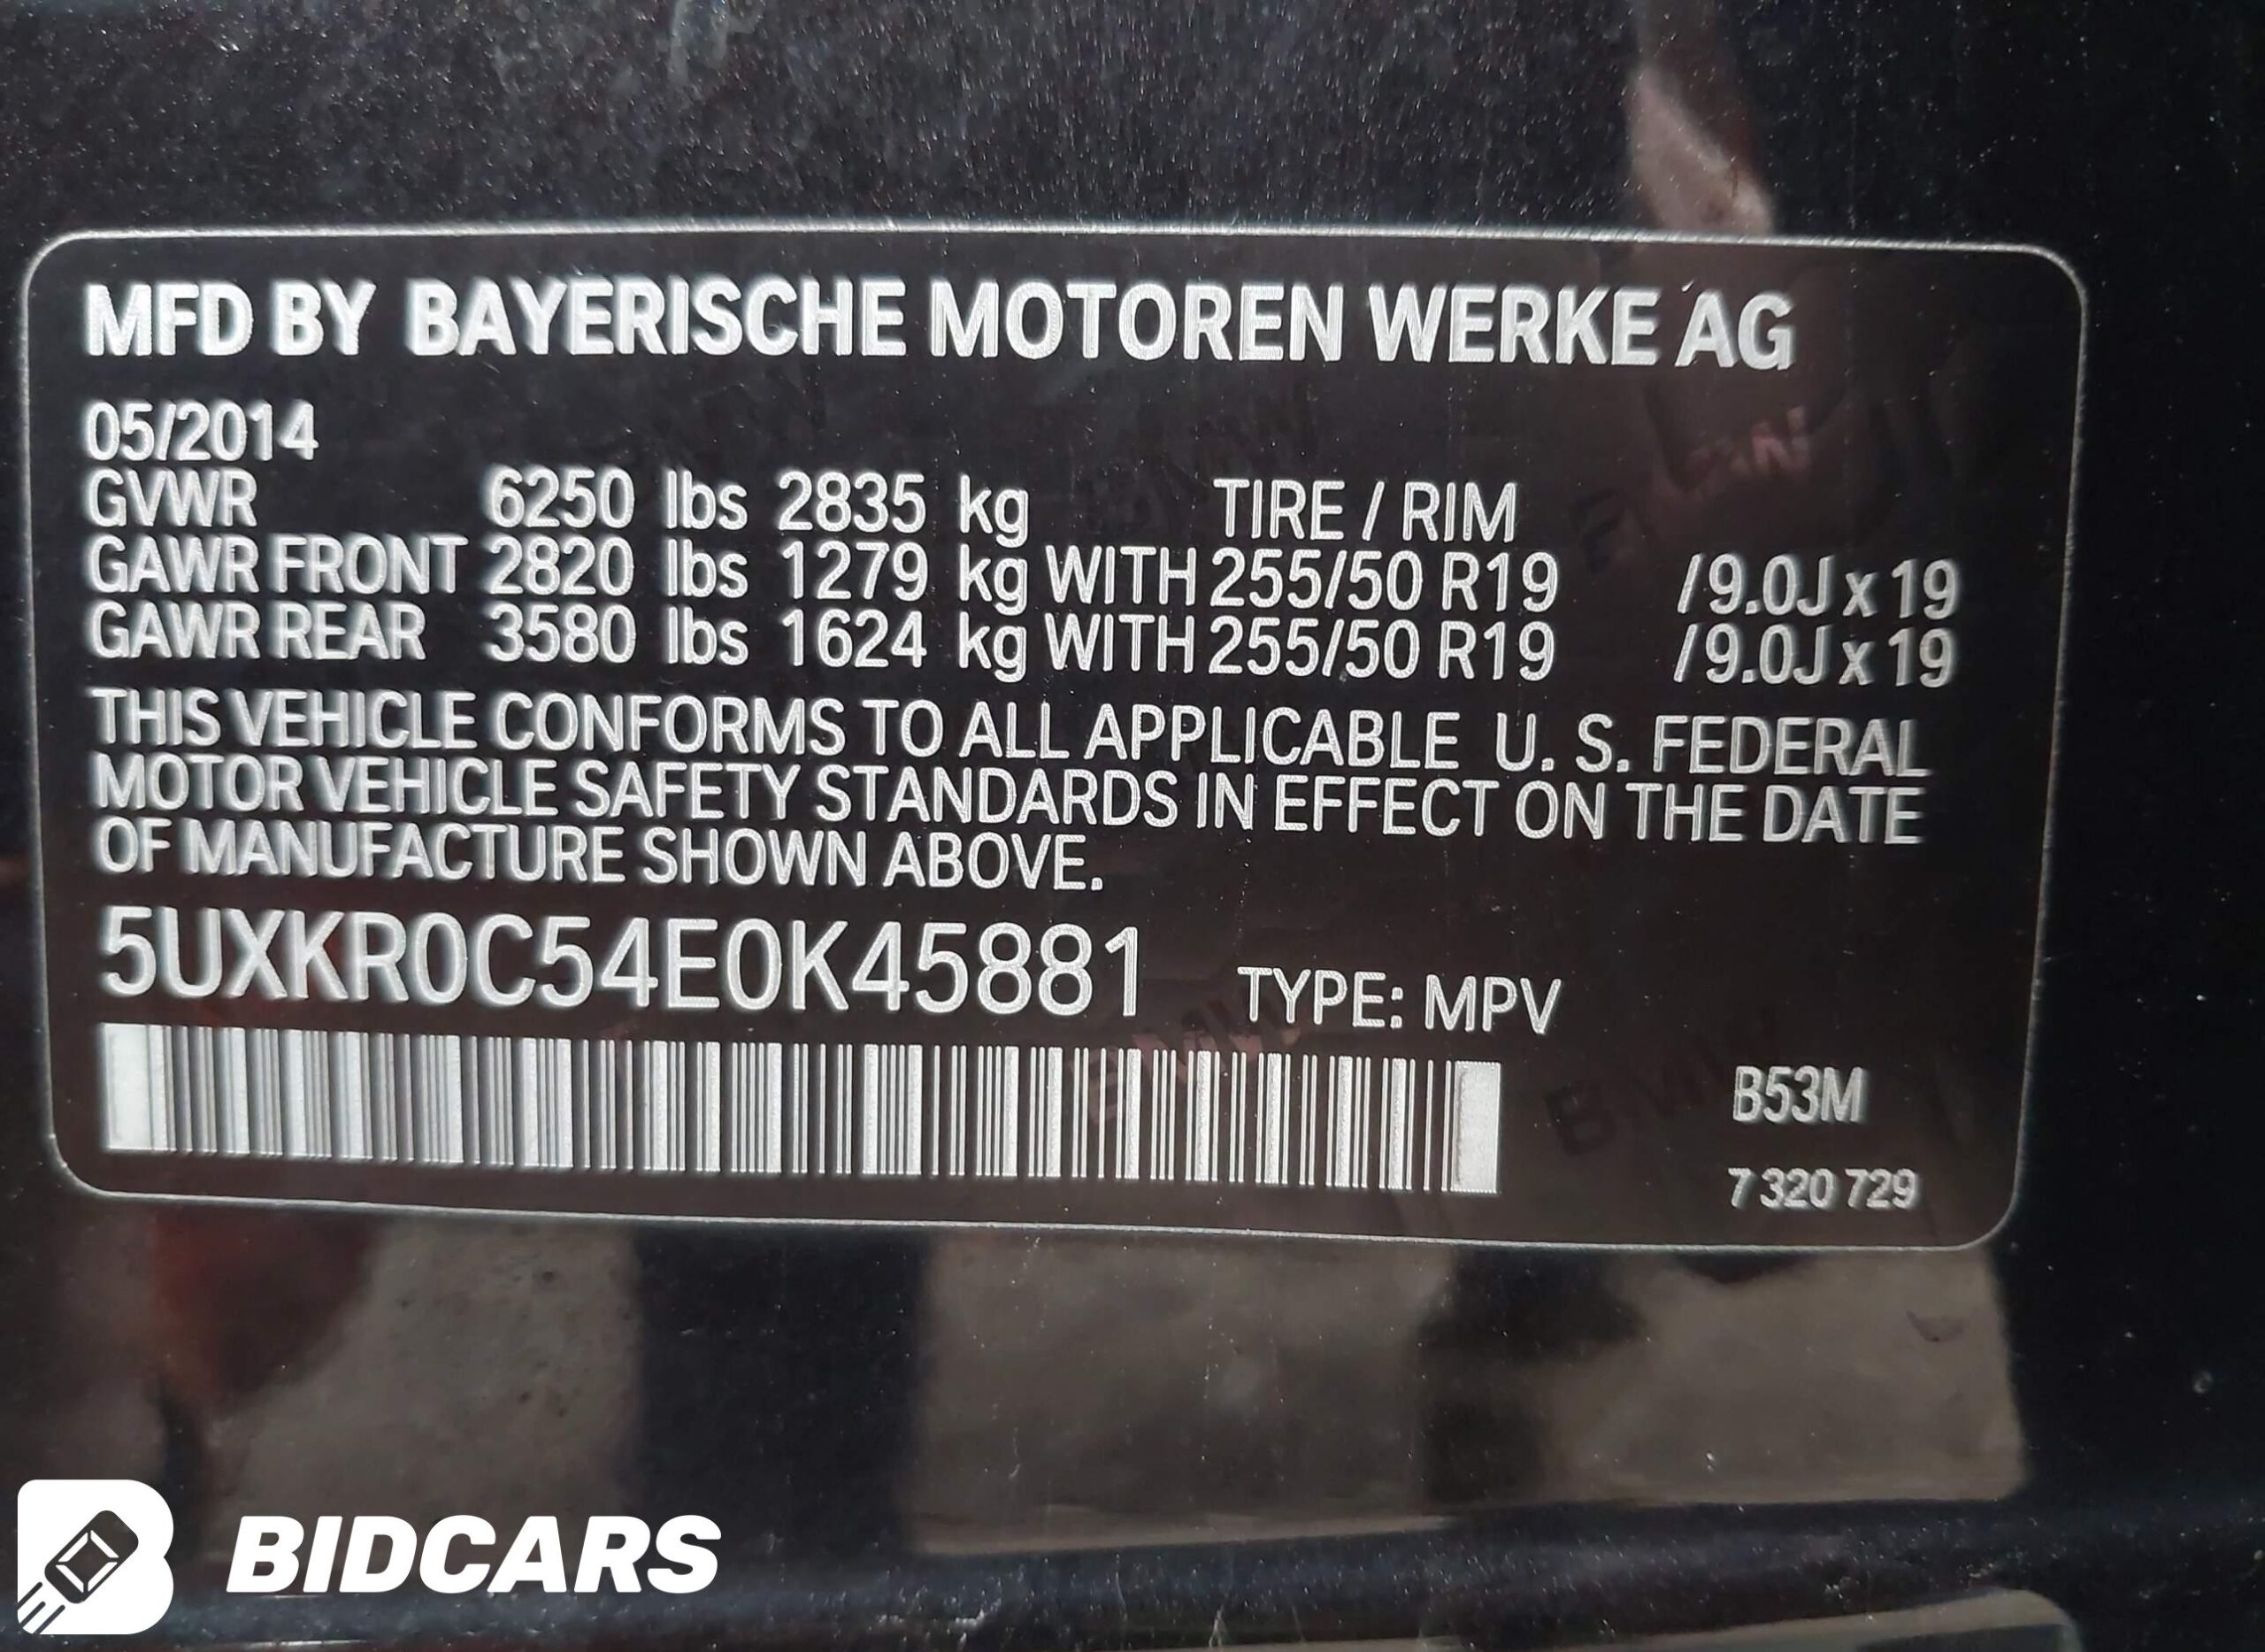 MFD BY BAYERISCHE MOTOREN WERKE AG
05/2014
GVWR 6250 lbs 2835 kg TIRE / RIM
GAWR FRONT 2820 lbs 1279 kg WITH 255/50 R19 /9.0J x 19
GAWR REAR 3580 lbs 1624 kg WITH 255/50 R19 /9.0J x 19
THIS VEHICLE CONFORMS TO ALL APPLICABLE U. S. FEDERAL
MOTOR VEHICLE SAFETY STANDARDS IN EFFECT ON THE DATE
OF MANUFACTURE SHOWN ABOVE.
5UXKR0C54E0K45881 TYPE: MPV
B53M
7 320 729
BIDCARS